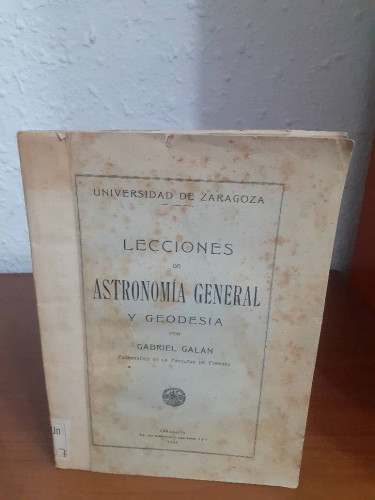 UNIVERSIDAD DE ZARAGOZA
LECCIONES
DE
ASTRONOMÍA GENERAL
Y GEODESIA
POR
GABRIEL GALÁN
CATEDRÁTICO DE LA FACULTAD DE CIENCIAS
ZARAGOZA